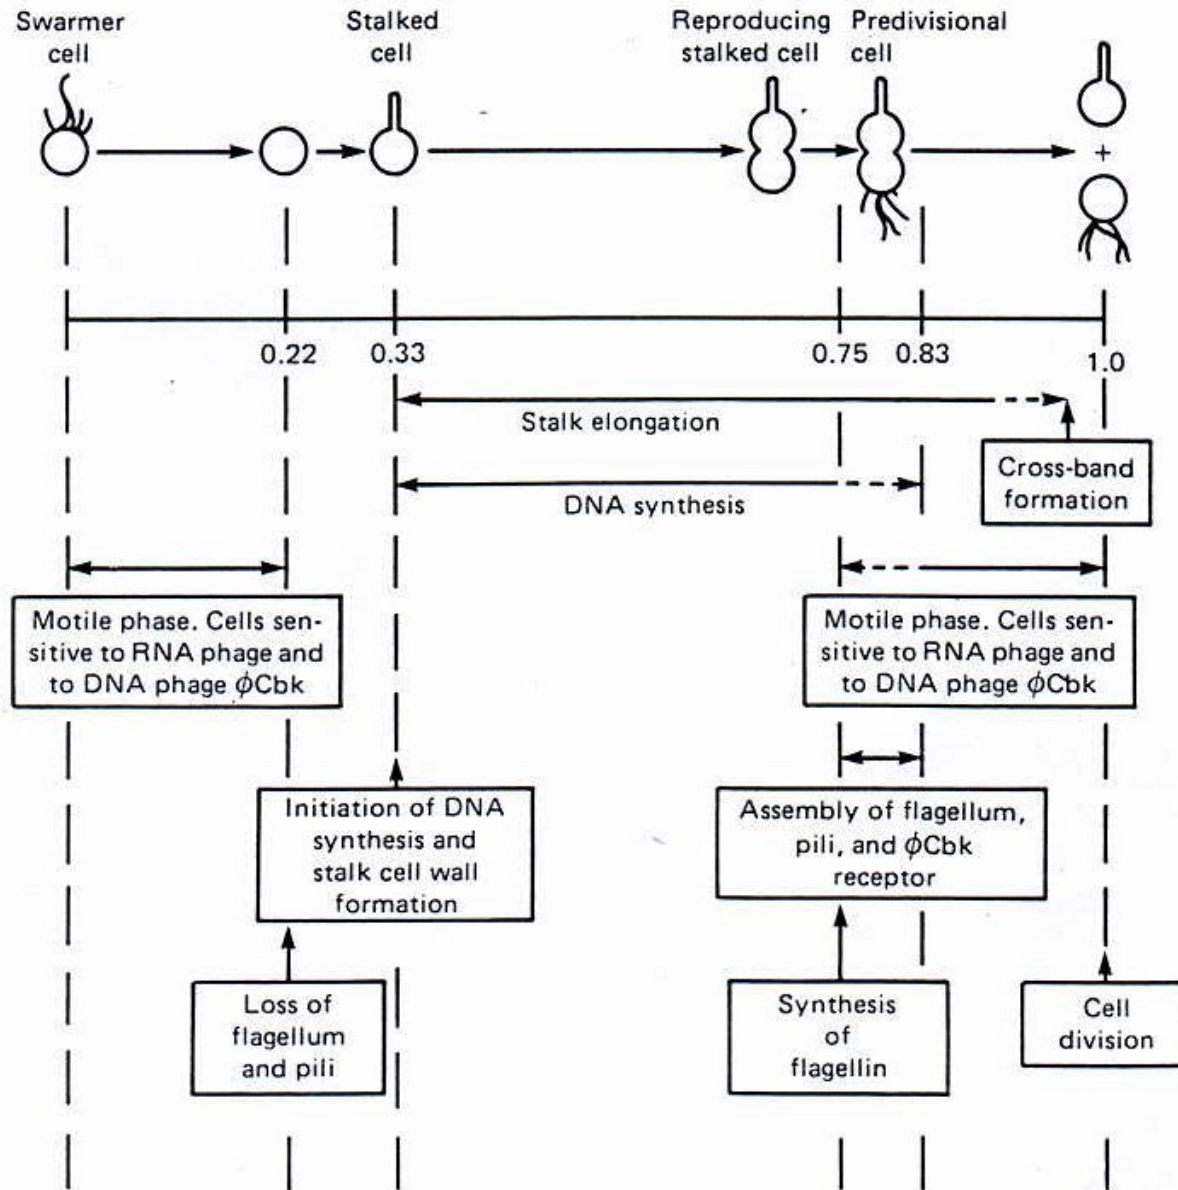 Swarmer
cell
Stalked
cell
Reproducing
stalked cell
Predivisional
cell
+
0.22
0.33
0.75
0.83
1.0
Stalk elongation
Cross-band
formation
DNA synthesis
Motile phase. Cells sen-
sitive to RNA phage and
to DNA phage ϕCbk
Motile phase. Cells sen-
sitive to RNA phage and
to DNA phage ϕCbk
Initiation of DNA
synthesis and
stalk cell wall
formation
Assembly of flagellum,
pili, and ϕCbk
receptor
Loss of
flagellum
and pili
Synthesis
of
flagellin
Cell
division